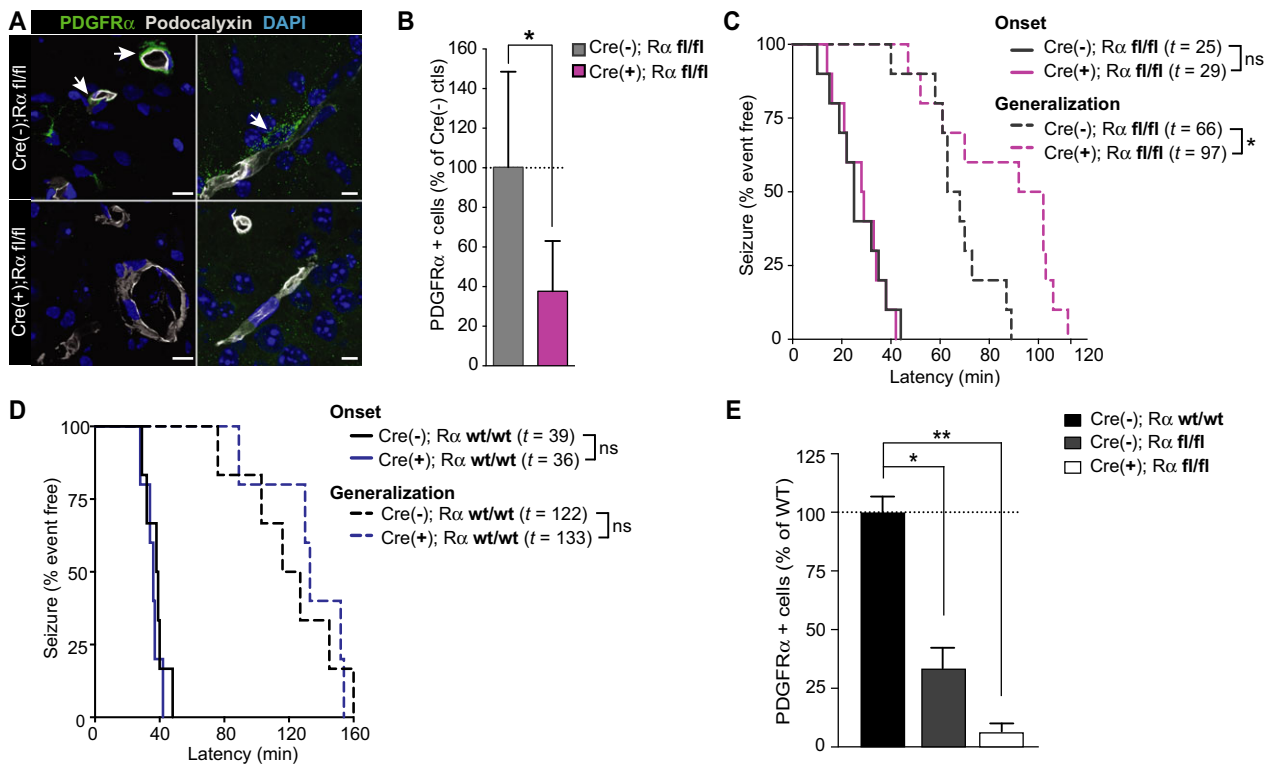 A
PDGFRα Podocalyxin DAPI
Cre(-);Rα fl/fl
Cre(+);Rα fl/fl
B
*
Cre(-); Rα fl/fl
Cre(+); Rα fl/fl
PDGFRα + cells (% of Cre(-) ctls)
160
140
120
100
80
60
40
20
0
C
Onset
Cre(-); Rα fl/fl (t = 25)
Cre(+); Rα fl/fl (t = 29)
ns
Generalization
Cre(-); Rα fl/fl (t = 66)
Cre(+); Rα fl/fl (t = 97)
*
Seizure (% event free)
100
75
50
25
0
0 20 40 60 80 100 120
Latency (min)
D
Onset
Cre(-); Rα wt/wt (t = 39)
Cre(+); Rα wt/wt (t = 36)
ns
Generalization
Cre(-); Rα wt/wt (t = 122)
Cre(+); Rα wt/wt (t = 133)
ns
Seizure (% event free)
100
75
50
25
0
0 40 80 120 160
Latency (min)
E
Cre(-); Rα wt/wt
Cre(-); Rα fl/fl
Cre(+); Rα fl/fl
**
*
PDGFRα + cells (% of WT)
125
100
75
50
25
0